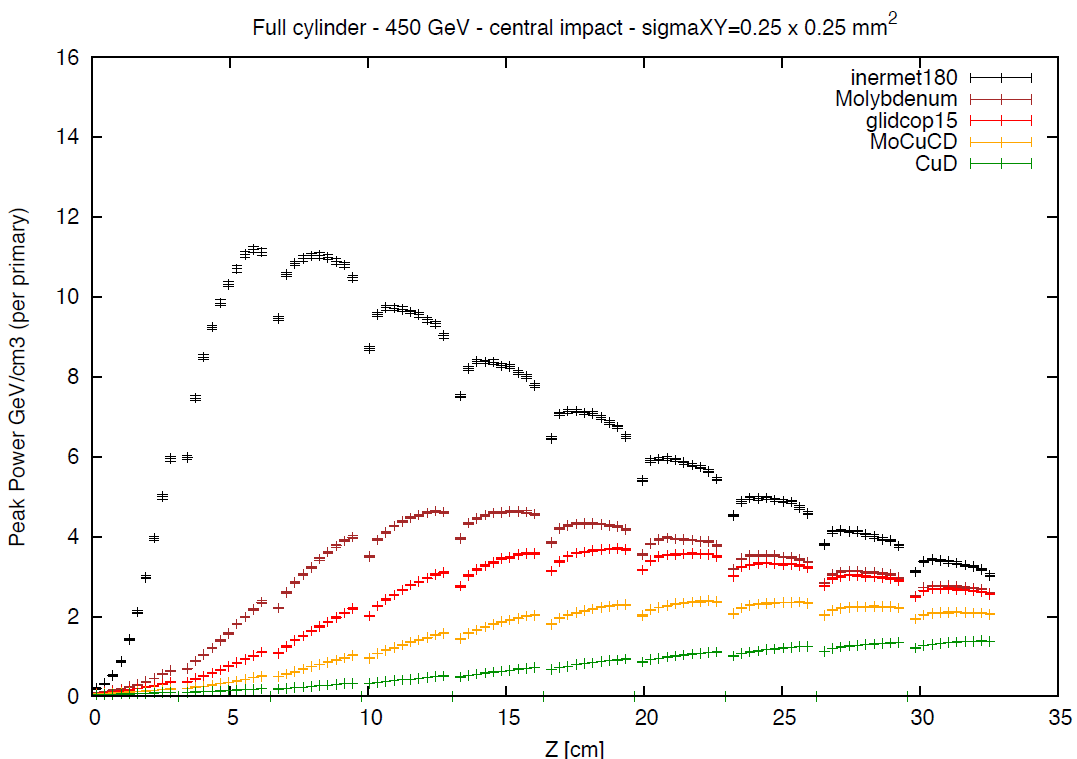 Full cylinder - 450 GeV - central impact - sigmaXY=0.25 x 0.25 mm²
16
14
12
10
8
6
4
2
0
Peak Power GeV/cm3 (per primary)
inermet180
Molybdenum
glidcop15
MoCuCD
CuD
0 5 10 15 20 25 30 35
Z [cm]